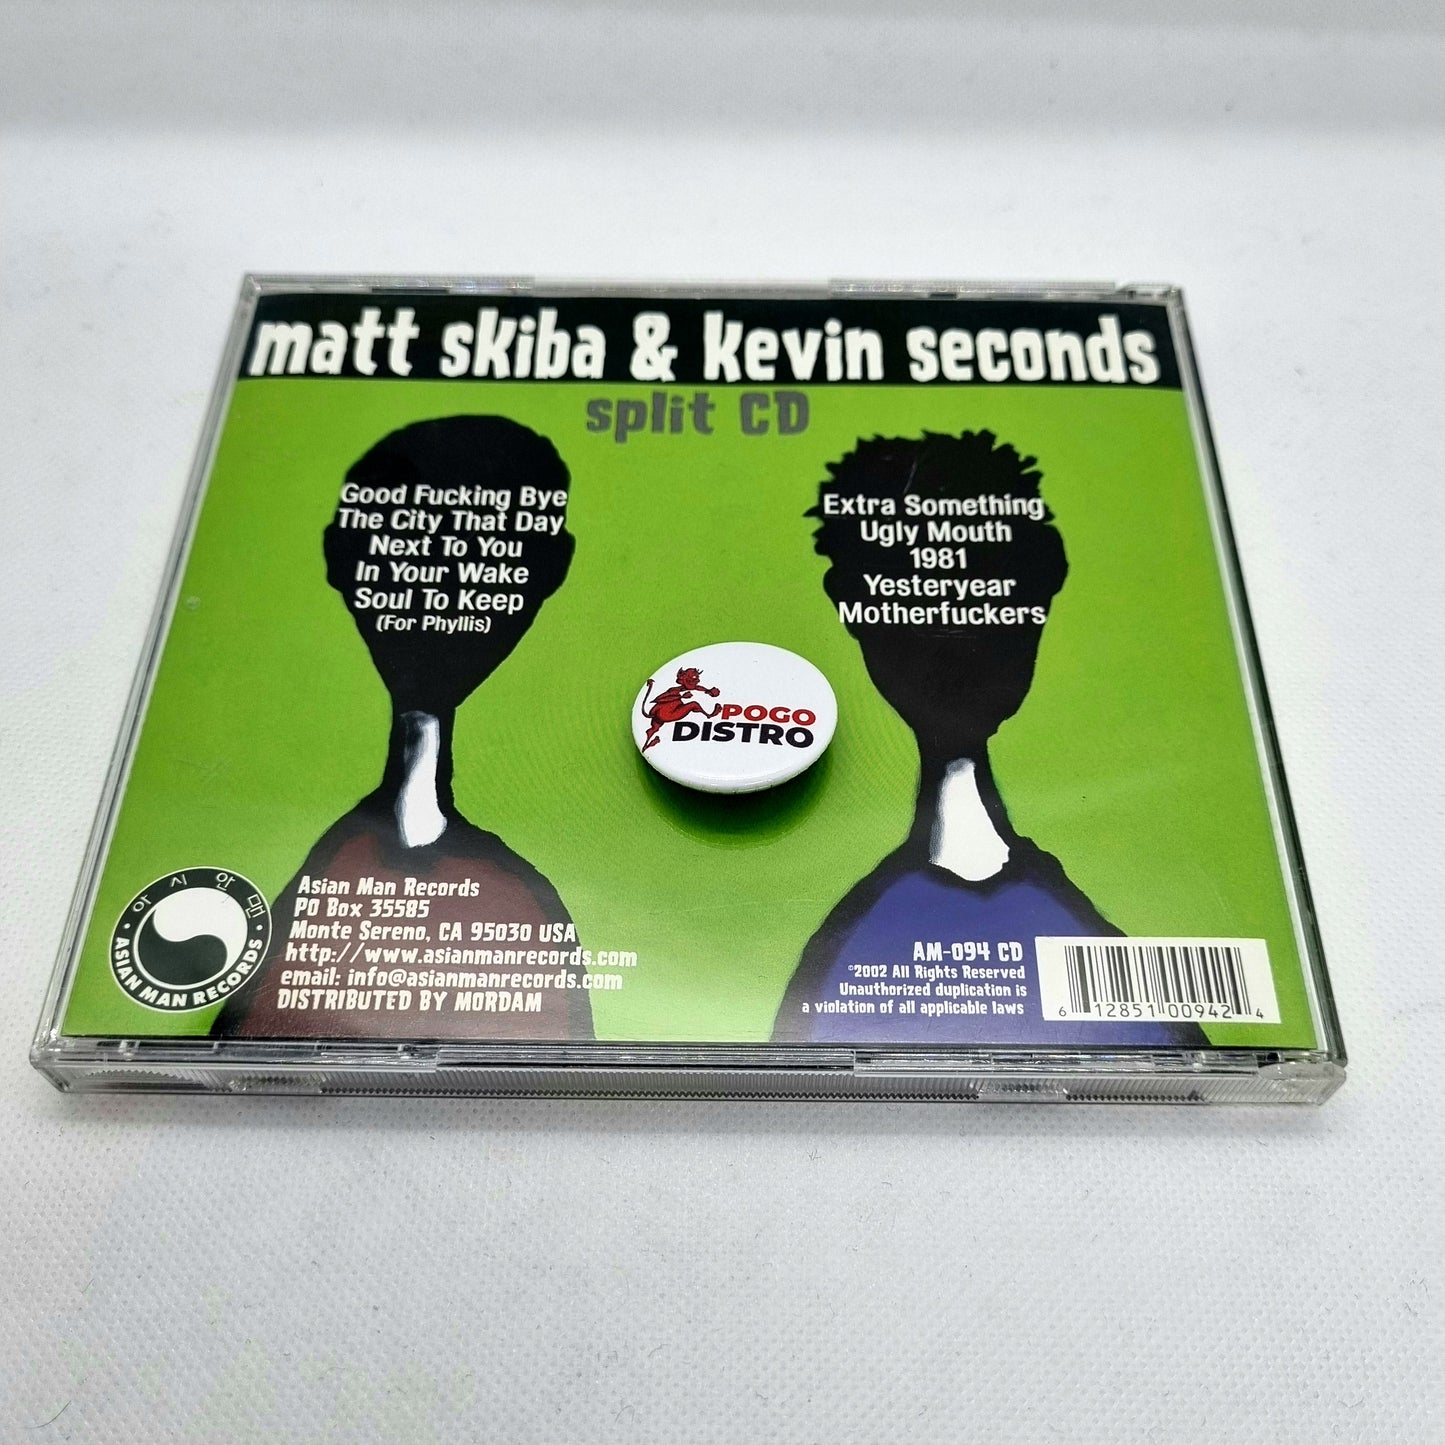 matt skiba & kevin seconds
split CD
Good Fucking Bye
The City That Day
Next To You
In Your Wake
Soul To Keep
(For Phyllis)
Extra Something
Ugly Mouth
1981
Yesteryear
Motherfuckers
POGO
DISTRO
아시안맨
ASIAN MAN RECORDS
Asian Man Records
PO Box 35585
Monte Sereno, CA 95030 USA
http://www.asianmanrecords.com
email: info@asianmanrecords.com
DISTRIBUTED BY MORDAM
AM-094 CD
©2002 All Rights Reserved
Unauthorized duplication is
a violation of all applicable laws
6 12851 00942 4